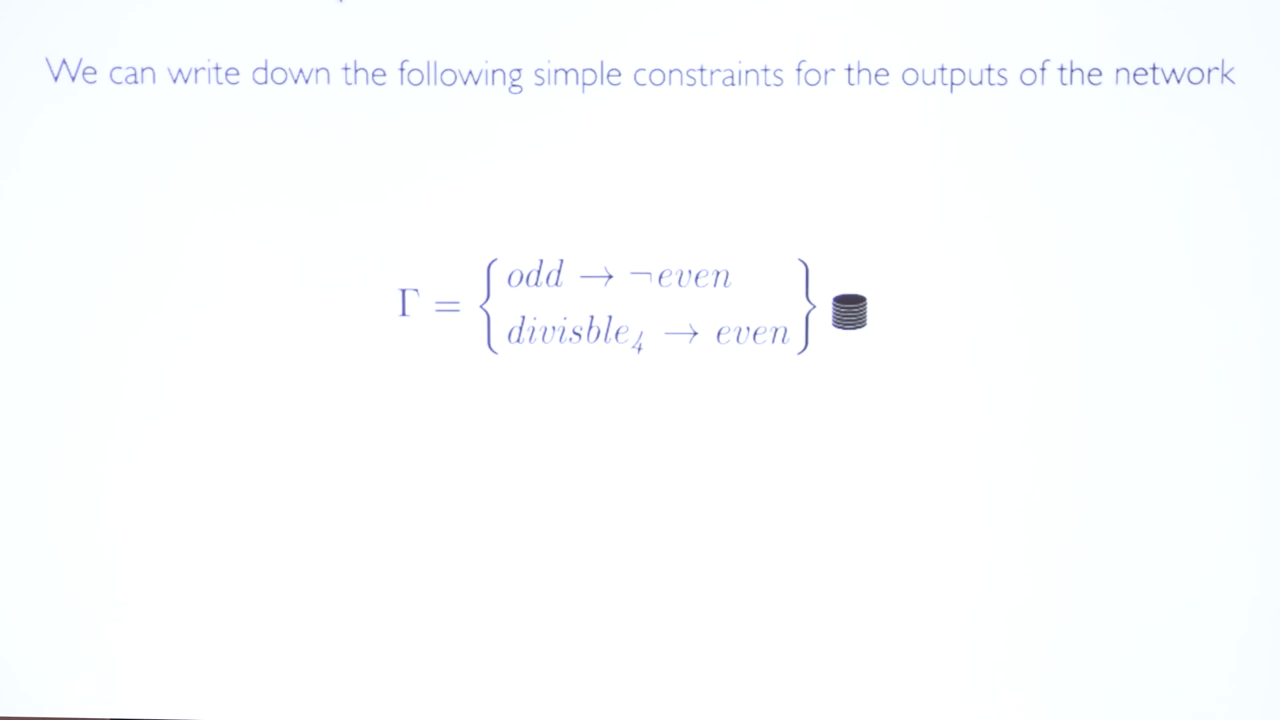 We can write down the following simple constraints for the outputs of the network
Γ = { odd → ¬even
divisble₄ → even }